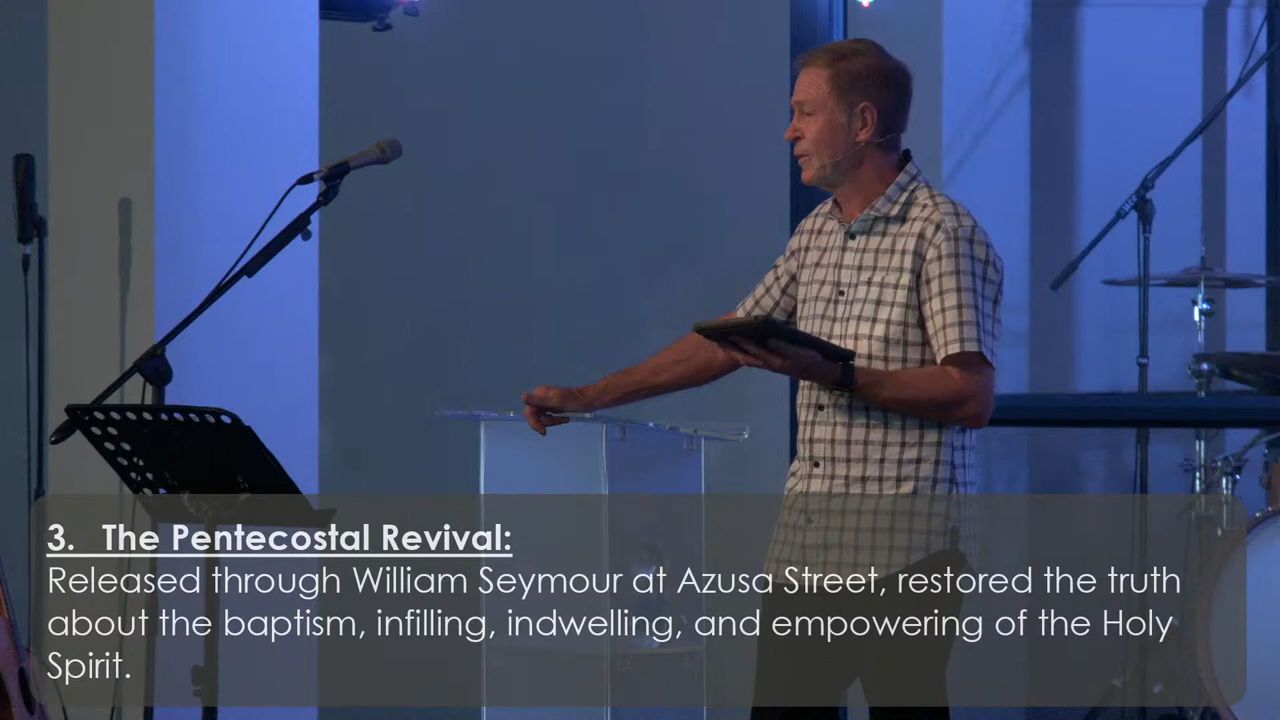 3.   The Pentecostal Revival:
Released through William Seymour at Azusa Street, restored the truth
about the baptism, infilling, indwelling, and empowering of the Holy
Spirit.